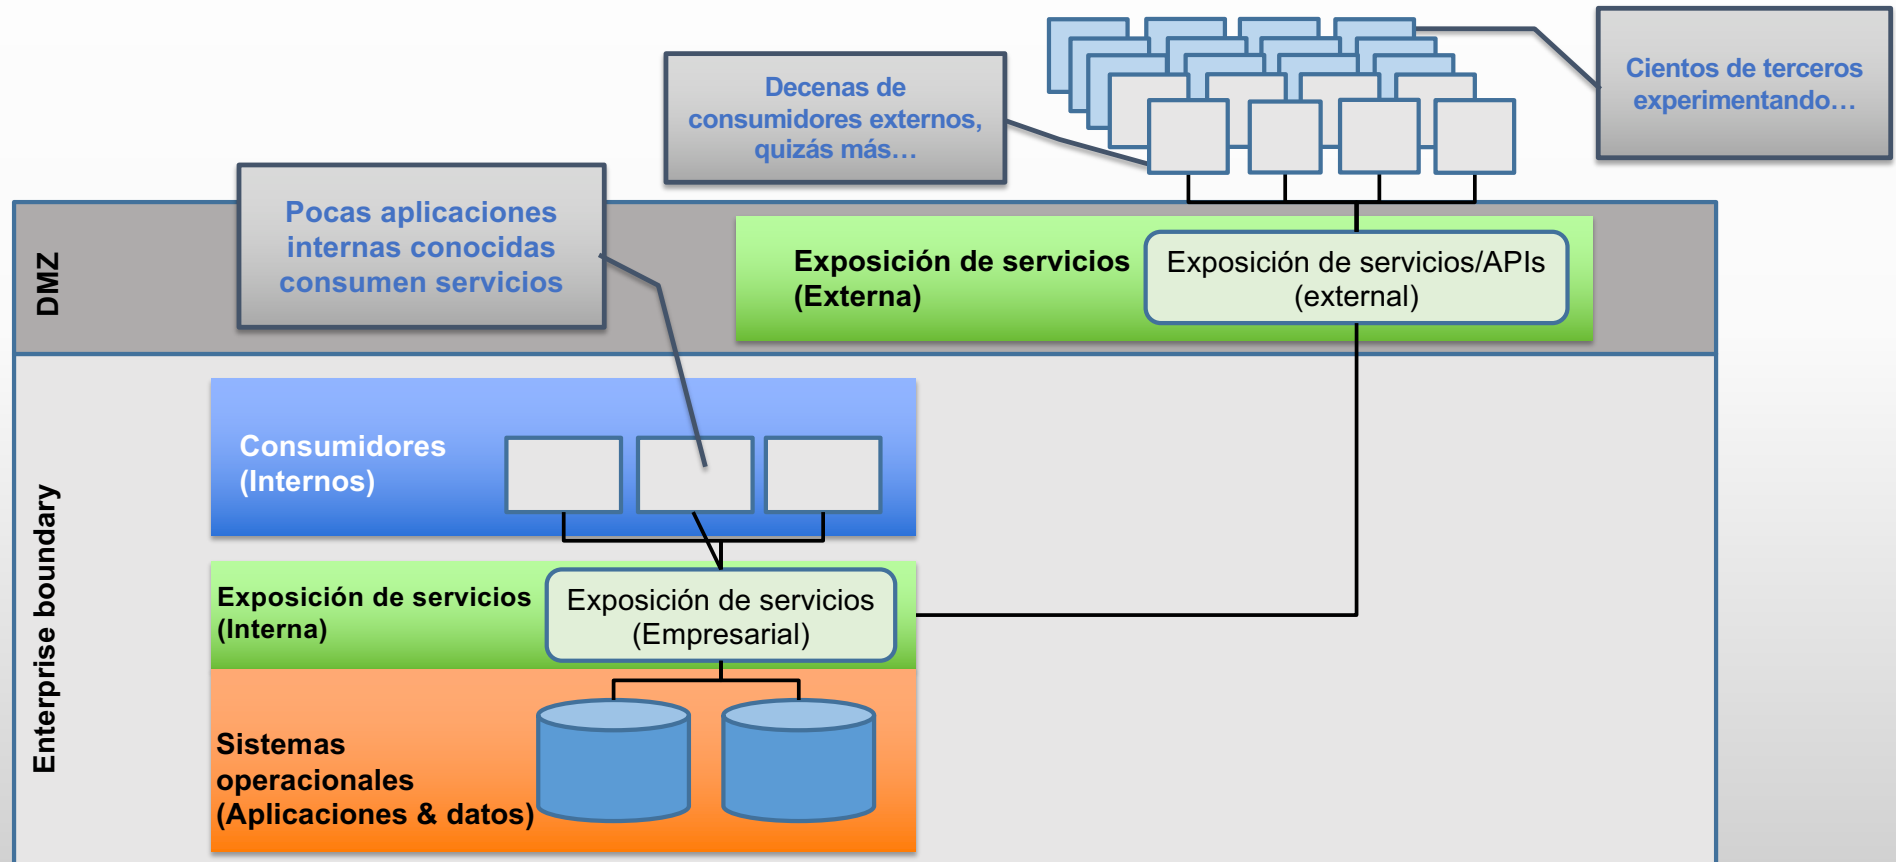 Cientos de terceros
experimentando…
Decenas de
consumidores externos,
quizás más…
Pocas aplicaciones
internas conocidas
consumen servicios
DMZ
Exposición de servicios
(Externa)
Exposición de servicios/APIs
(external)
Enterprise boundary
Consumidores
(Internos)
Exposición de servicios
(Interna)
Exposición de servicios
(Empresarial)
Sistemas
operacionales
(Aplicaciones & datos)